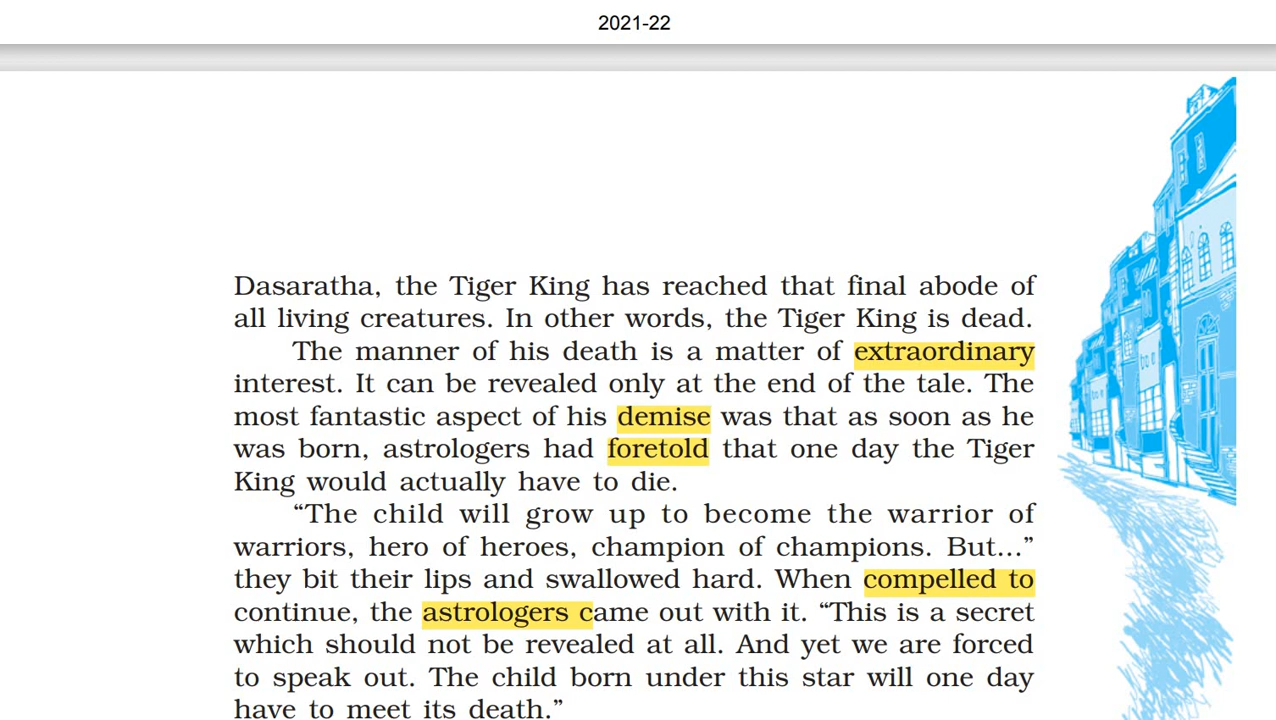 2021-22
Dasaratha, the Tiger King has reached that final abode of
all living creatures. In other words, the Tiger King is dead.
The manner of his death is a matter of extraordinary
interest. It can be revealed only at the end of the tale. The
most fantastic aspect of his demise was that as soon as he
was born, astrologers had foretold that one day the Tiger
King would actually have to die.
“The child will grow up to become the warrior of
warriors, hero of heroes, champion of champions. But...”
they bit their lips and swallowed hard. When compelled to
continue, the astrologers came out with it. “This is a secret
which should not be revealed at all. And yet we are forced
to speak out. The child born under this star will one day
have to meet its death.”